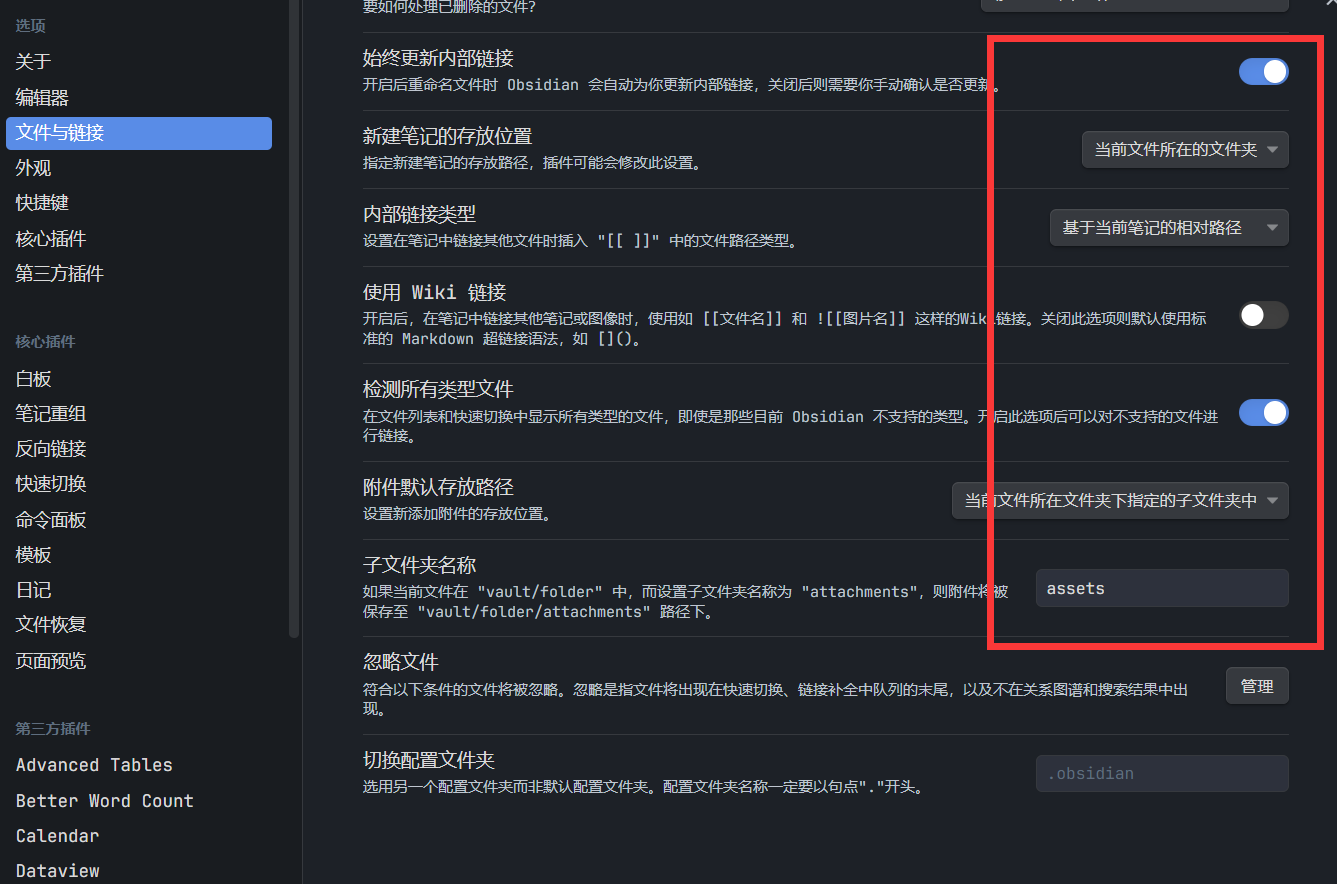 选项
关于
编辑器
文件与链接
外观
快捷键
核心插件
第三方插件
核心插件
白板
笔记重组
反向链接
快速切换
命令面板
模板
日记
文件恢复
页面预览
第三方插件
Advanced Tables
Better Word Count
Calendar
Dataview
要如何处理已删除的文件?
始终更新内部链接
开启后重命名文件时 Obsidian 会自动为你更新内部链接，关闭后则需要你手动确认是否更新。
新建笔记的存放位置
指定新建笔记的存放路径，插件可能会修改此设置。
当前文件所在的文件夹
内部链接类型
设置在笔记中链接其他文件时插入 "[[ ]]" 中的文件路径类型。
基于当前笔记的相对路径
使用 Wiki 链接
开启后，在笔记中链接其他笔记或图像时，使用如 [[文件名]] 和 ![[图片名]] 这样的Wiki链接。关闭此选项则默认使用标
准的 Markdown 超链接语法，如 []()。
检测所有类型文件
在文件列表和快速切换中显示所有类型的文件，即使是那些目前 Obsidian 不支持的类型。开启此选项后可以对不支持的文件进
行链接。
附件默认存放路径
设置新添加附件的存放位置。
当前文件所在文件夹下指定的子文件夹中
子文件夹名称
如果当前文件在 "vault/folder" 中，而设置子文件夹名称为 "attachments"，则附件将被
保存至 "vault/folder/attachments" 路径下。
assets
忽略文件
符合以下条件的文件将被忽略。忽略是指文件将出现在快速切换、链接补全中队列的末尾，以及不在关系图谱和搜索结果中出
现。
管理
切换配置文件夹
选用另一个配置文件夹而非默认配置文件夹。配置文件夹名称一定要以句点"."开头。
.obsidian